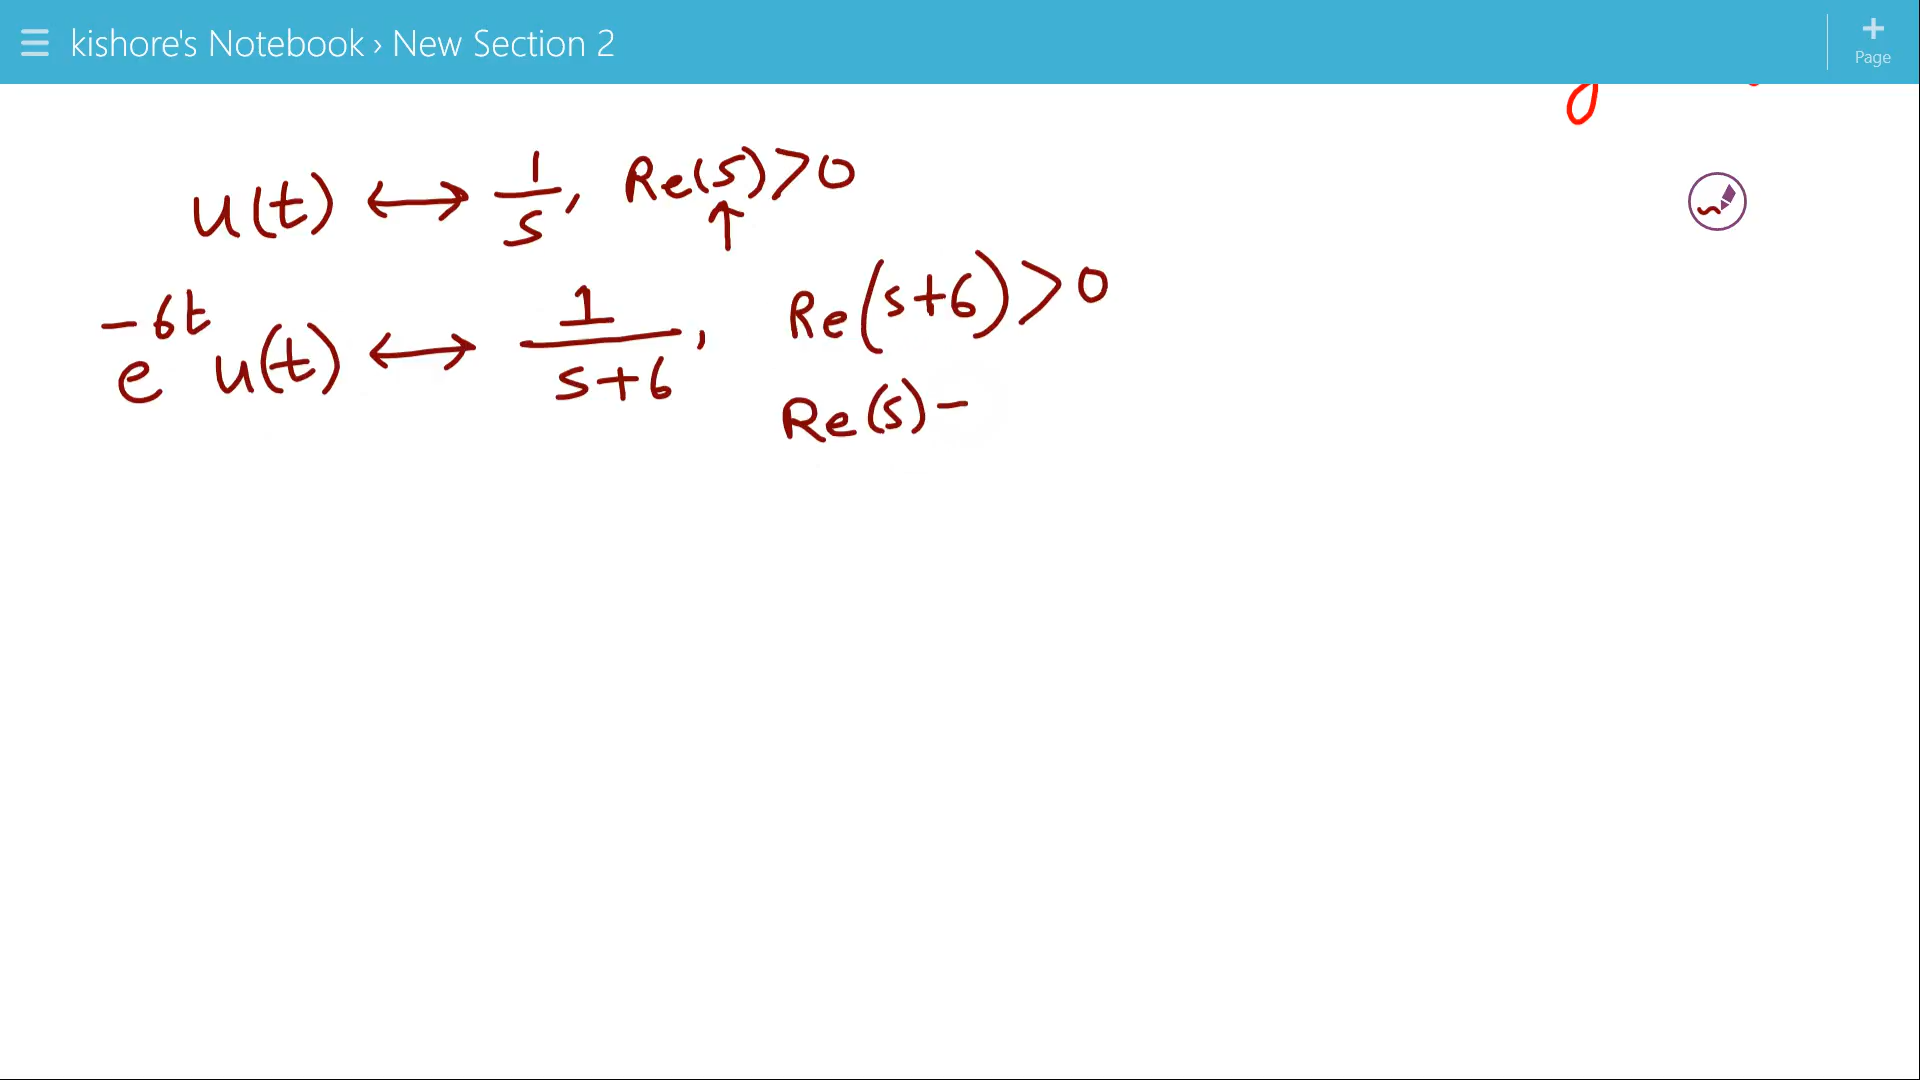 kishore's Notebook › New Section 2
Page
u(t) ↔ 1/s, Re(s)>0
↑
e^{-6t} u(t) ↔ 1/(s+6), Re(s+6)>0
Re(s) -